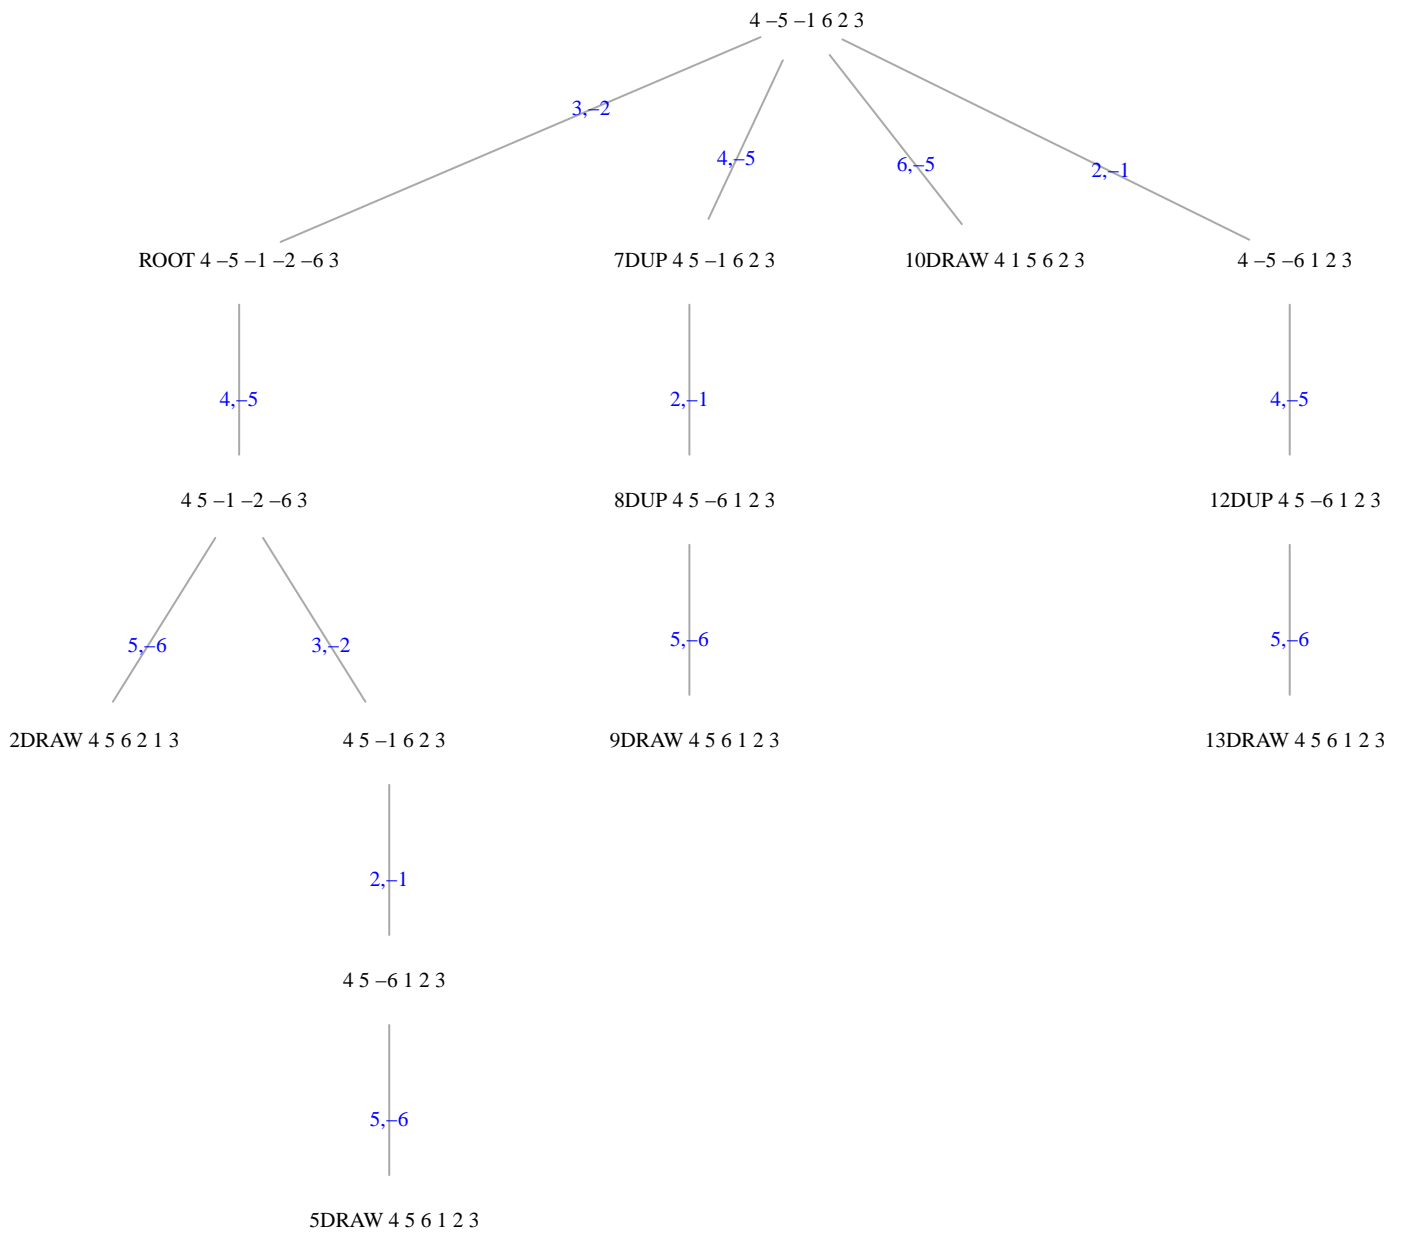 4 –5 –1 6 2 3
3,–2
4,–5
6,–5
2,–1
ROOT 4 –5 –1 –2 –6 3
7DUP 4 5 –1 6 2 3
10DRAW 4 1 5 6 2 3
4 –5 –6 1 2 3
4,–5
2,–1
4,–5
4 5 –1 –2 –6 3
8DUP 4 5 –6 1 2 3
12DUP 4 5 –6 1 2 3
5,–6
3,–2
5,–6
5,–6
2DRAW 4 5 6 2 1 3
4 5 –1 6 2 3
9DRAW 4 5 6 1 2 3
13DRAW 4 5 6 1 2 3
2,–1
4 5 –6 1 2 3
5,–6
5DRAW 4 5 6 1 2 3